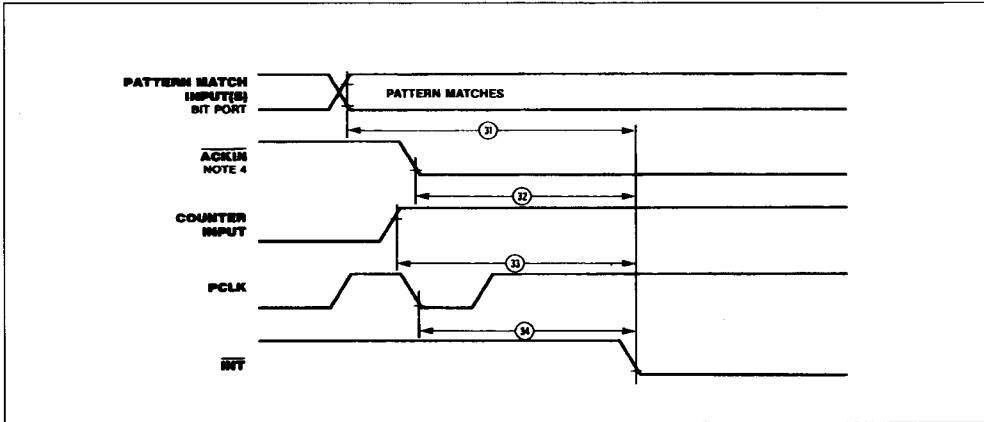 PATTERN MATCH
INPUT(S)
BIT PORT
PATTERN MATCHES
31
ACKIN
NOTE 4
32
COUNTER
INPUT
33
PCLK
34
INT